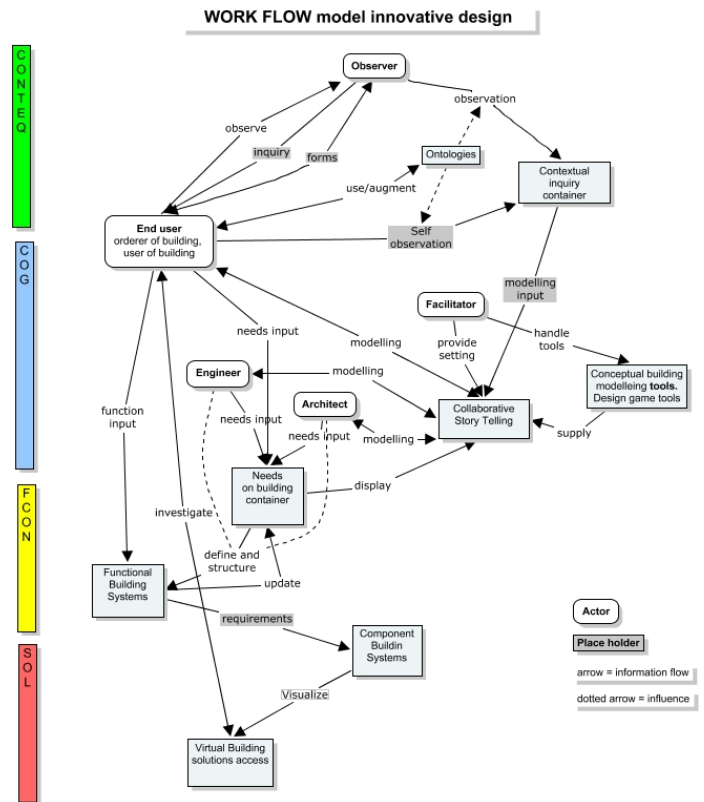 WORK FLOW model innovative design
CONTEQ
Observer
observation
observe
inquiry
forms
Ontologies
Contextual
inquiry
container
use/augment
End user
orderer of building,
user of building
Self
observation
COG
modelling
input
Facilitator
needs input
modelling
provide
setting
handle
tools
Engineer
modelling
Conceptual building
modelleing tools.
Design game tools
Architect
Collaborative
Story Telling
function
input
needs input
needs input
modelling
supply
Needs
on building
container
display
FCON
investigate
define and
structure
Functional
Building
Systems
update
requirements
Actor
Component
Buildin
Systems
Place holder
SOL
arrow = information flow
Visualize
dotted arrow = influence
Virtual Building
solutions access